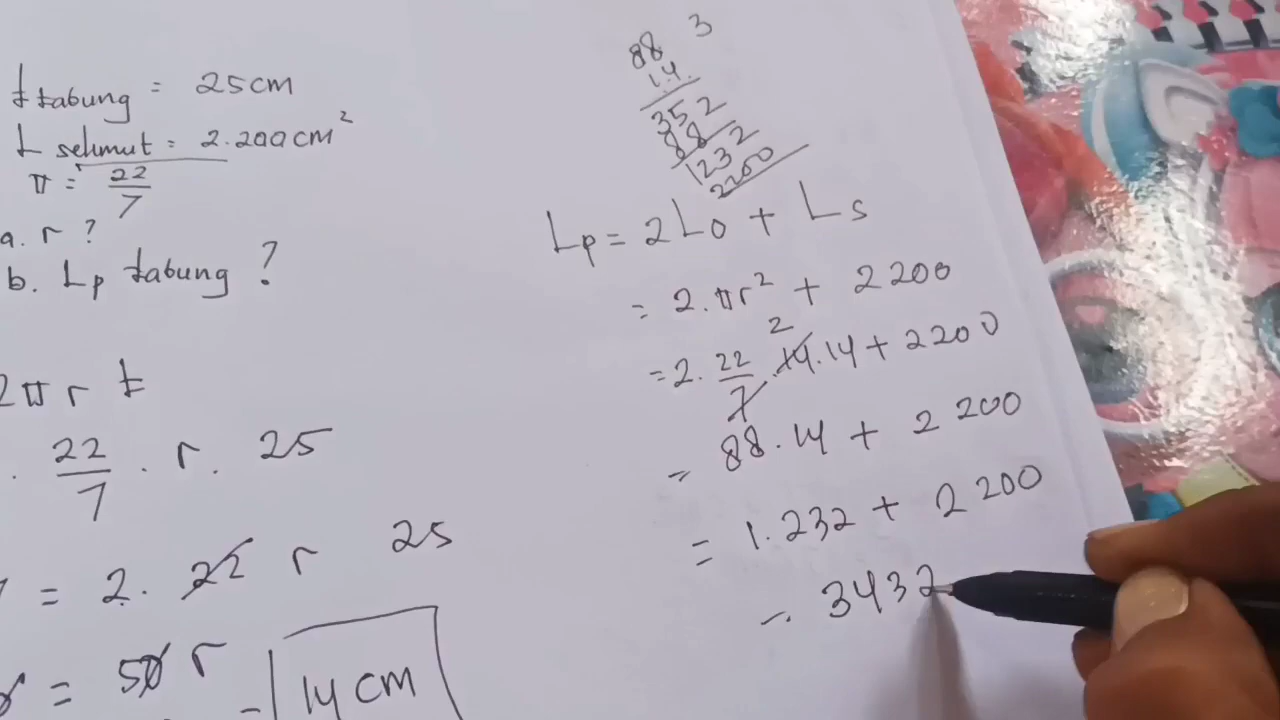 t tabung = 25 cm
L selimut = 2.200 cm²
π = 22/7
a. r ?
b. Lp tabung ?
2πr t
. 22/7 . r. 25
= 2. 22 r 25
= 50 r
= 14 cm
88 3
14
352
88
1232
2200
Lp = 2 Lo + Ls
= 2.πr² + 2200
= 2. 22/7 . 14 2 .14 + 2200
= 88.14 + 2200
= 1.232 + 2200
= 3432